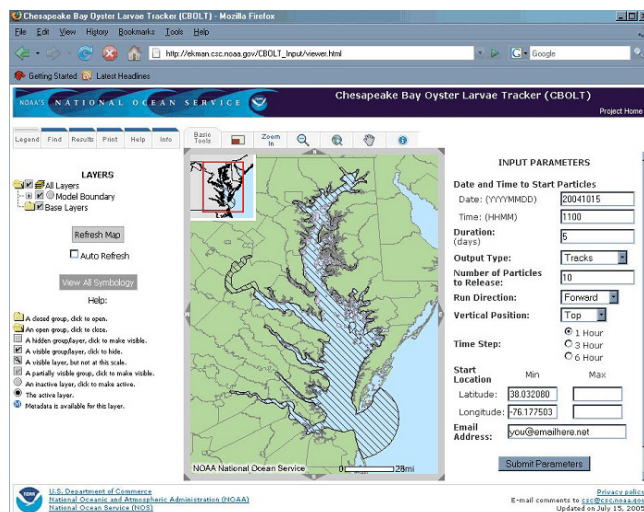 Chesapeake Bay Oyster Larvae Tracker (CBOLT) - Mozilla Firefox
File Edit View History Bookmarks Tools Help
http://ekman.csc.noaa.gov/CBOLT_Input/viewer.html
Google
Getting Started Latest Headlines
NOAA'S NATIONAL OCEAN SERVICE
Chesapeake Bay Oyster Larvae Tracker (CBOLT)
Project Home
Legend Find Results Print Help Info
Basic Tools
Zoom In
LAYERS
All Layers
Model Boundary
Base Layers
Refresh Map
Auto Refresh
View All Symbology
Help:
A closed group, click to open.
An open group, click to close.
A hidden group/layer, click to make visible.
A visible group/layer, click to hide.
A visible layer, but not at this scale.
A partially visible group, click to make visible.
An inactive layer, click to make active.
The active layer.
Metadata is available for this layer.
NOAA National Ocean Service
0 28mi
INPUT PARAMETERS
Date and Time to Start Particles
Date: (YYYYMMDD) 20041015
Time: (HHMM) 1100
Duration: (days) 5
Output Type: Tracks
Number of Particles to Release: 10
Run Direction: Forward
Vertical Position: Top
Time Step:
1 Hour
3 Hour
6 Hour
Start Location Min Max
Latitude: 38.032080
Longitude: -76.177503
Email Address: you@emailhere.net
Submit Parameters
U.S. Department of Commerce
National Oceanic and Atmospheric Administration (NOAA)
National Ocean Service (NOS)
Privacy policy
E-mail comments to csc@csc.noaa.gov
Updated on July 15,